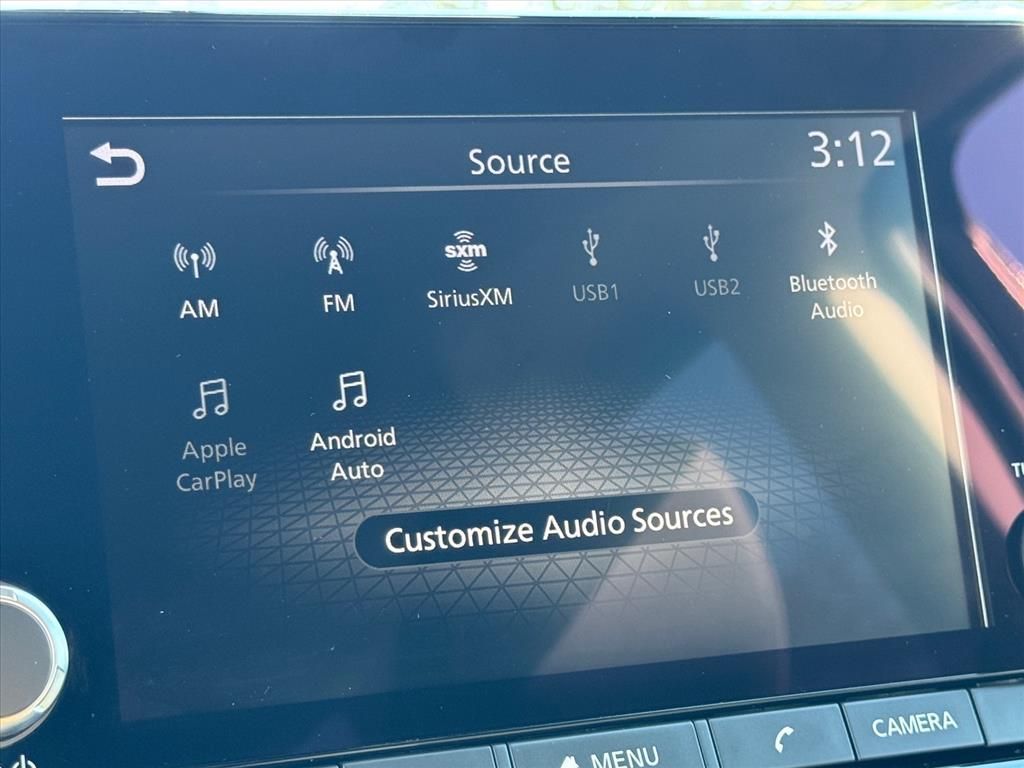 Source
3:12
sxm
AM
FM
SiriusXM
USB1
USB2
Bluetooth
Audio
Apple
CarPlay
Android
Auto
Customize Audio Sources
MENU
CAMERA